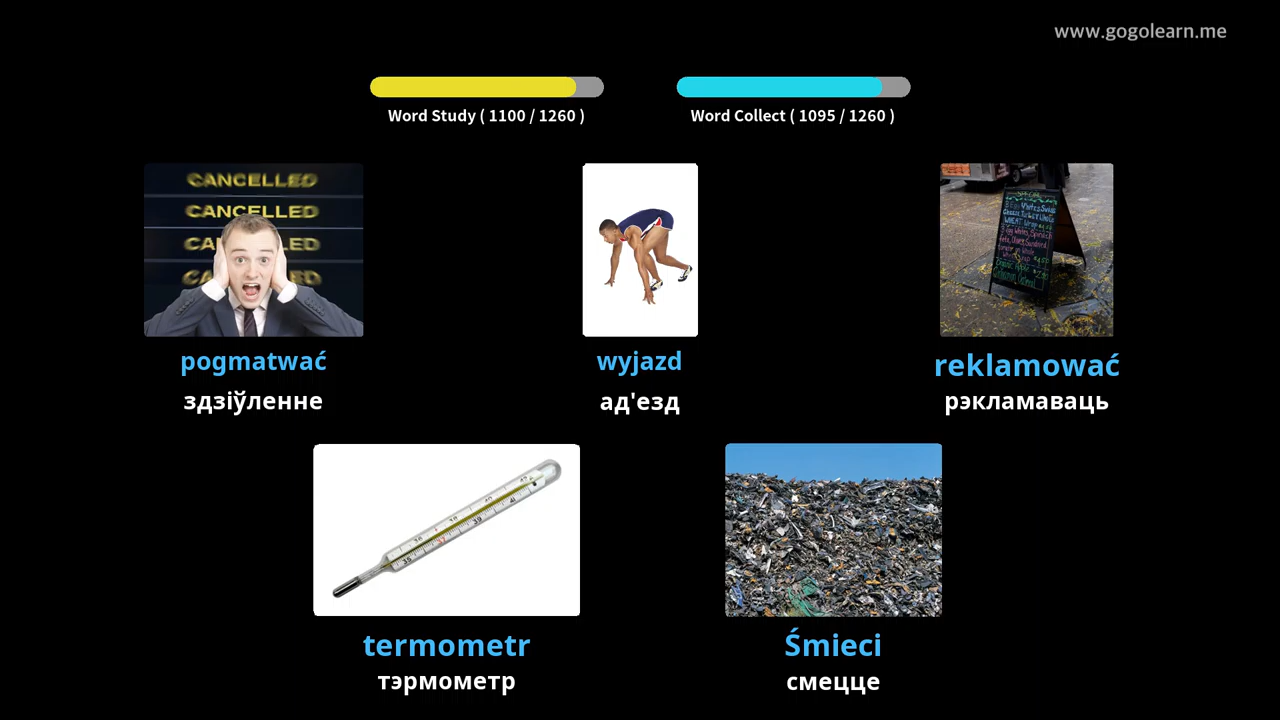 www.gogolearn.me
Word Study ( 1100 / 1260 )
Word Collect ( 1095 / 1260 )
CANCELLED
CANCELLED
pogmatwać
wyjazd
reklamować
здзіўленне
ад'езд
рэкламаваць
termometr
Śmieci
тэрмометр
смецце